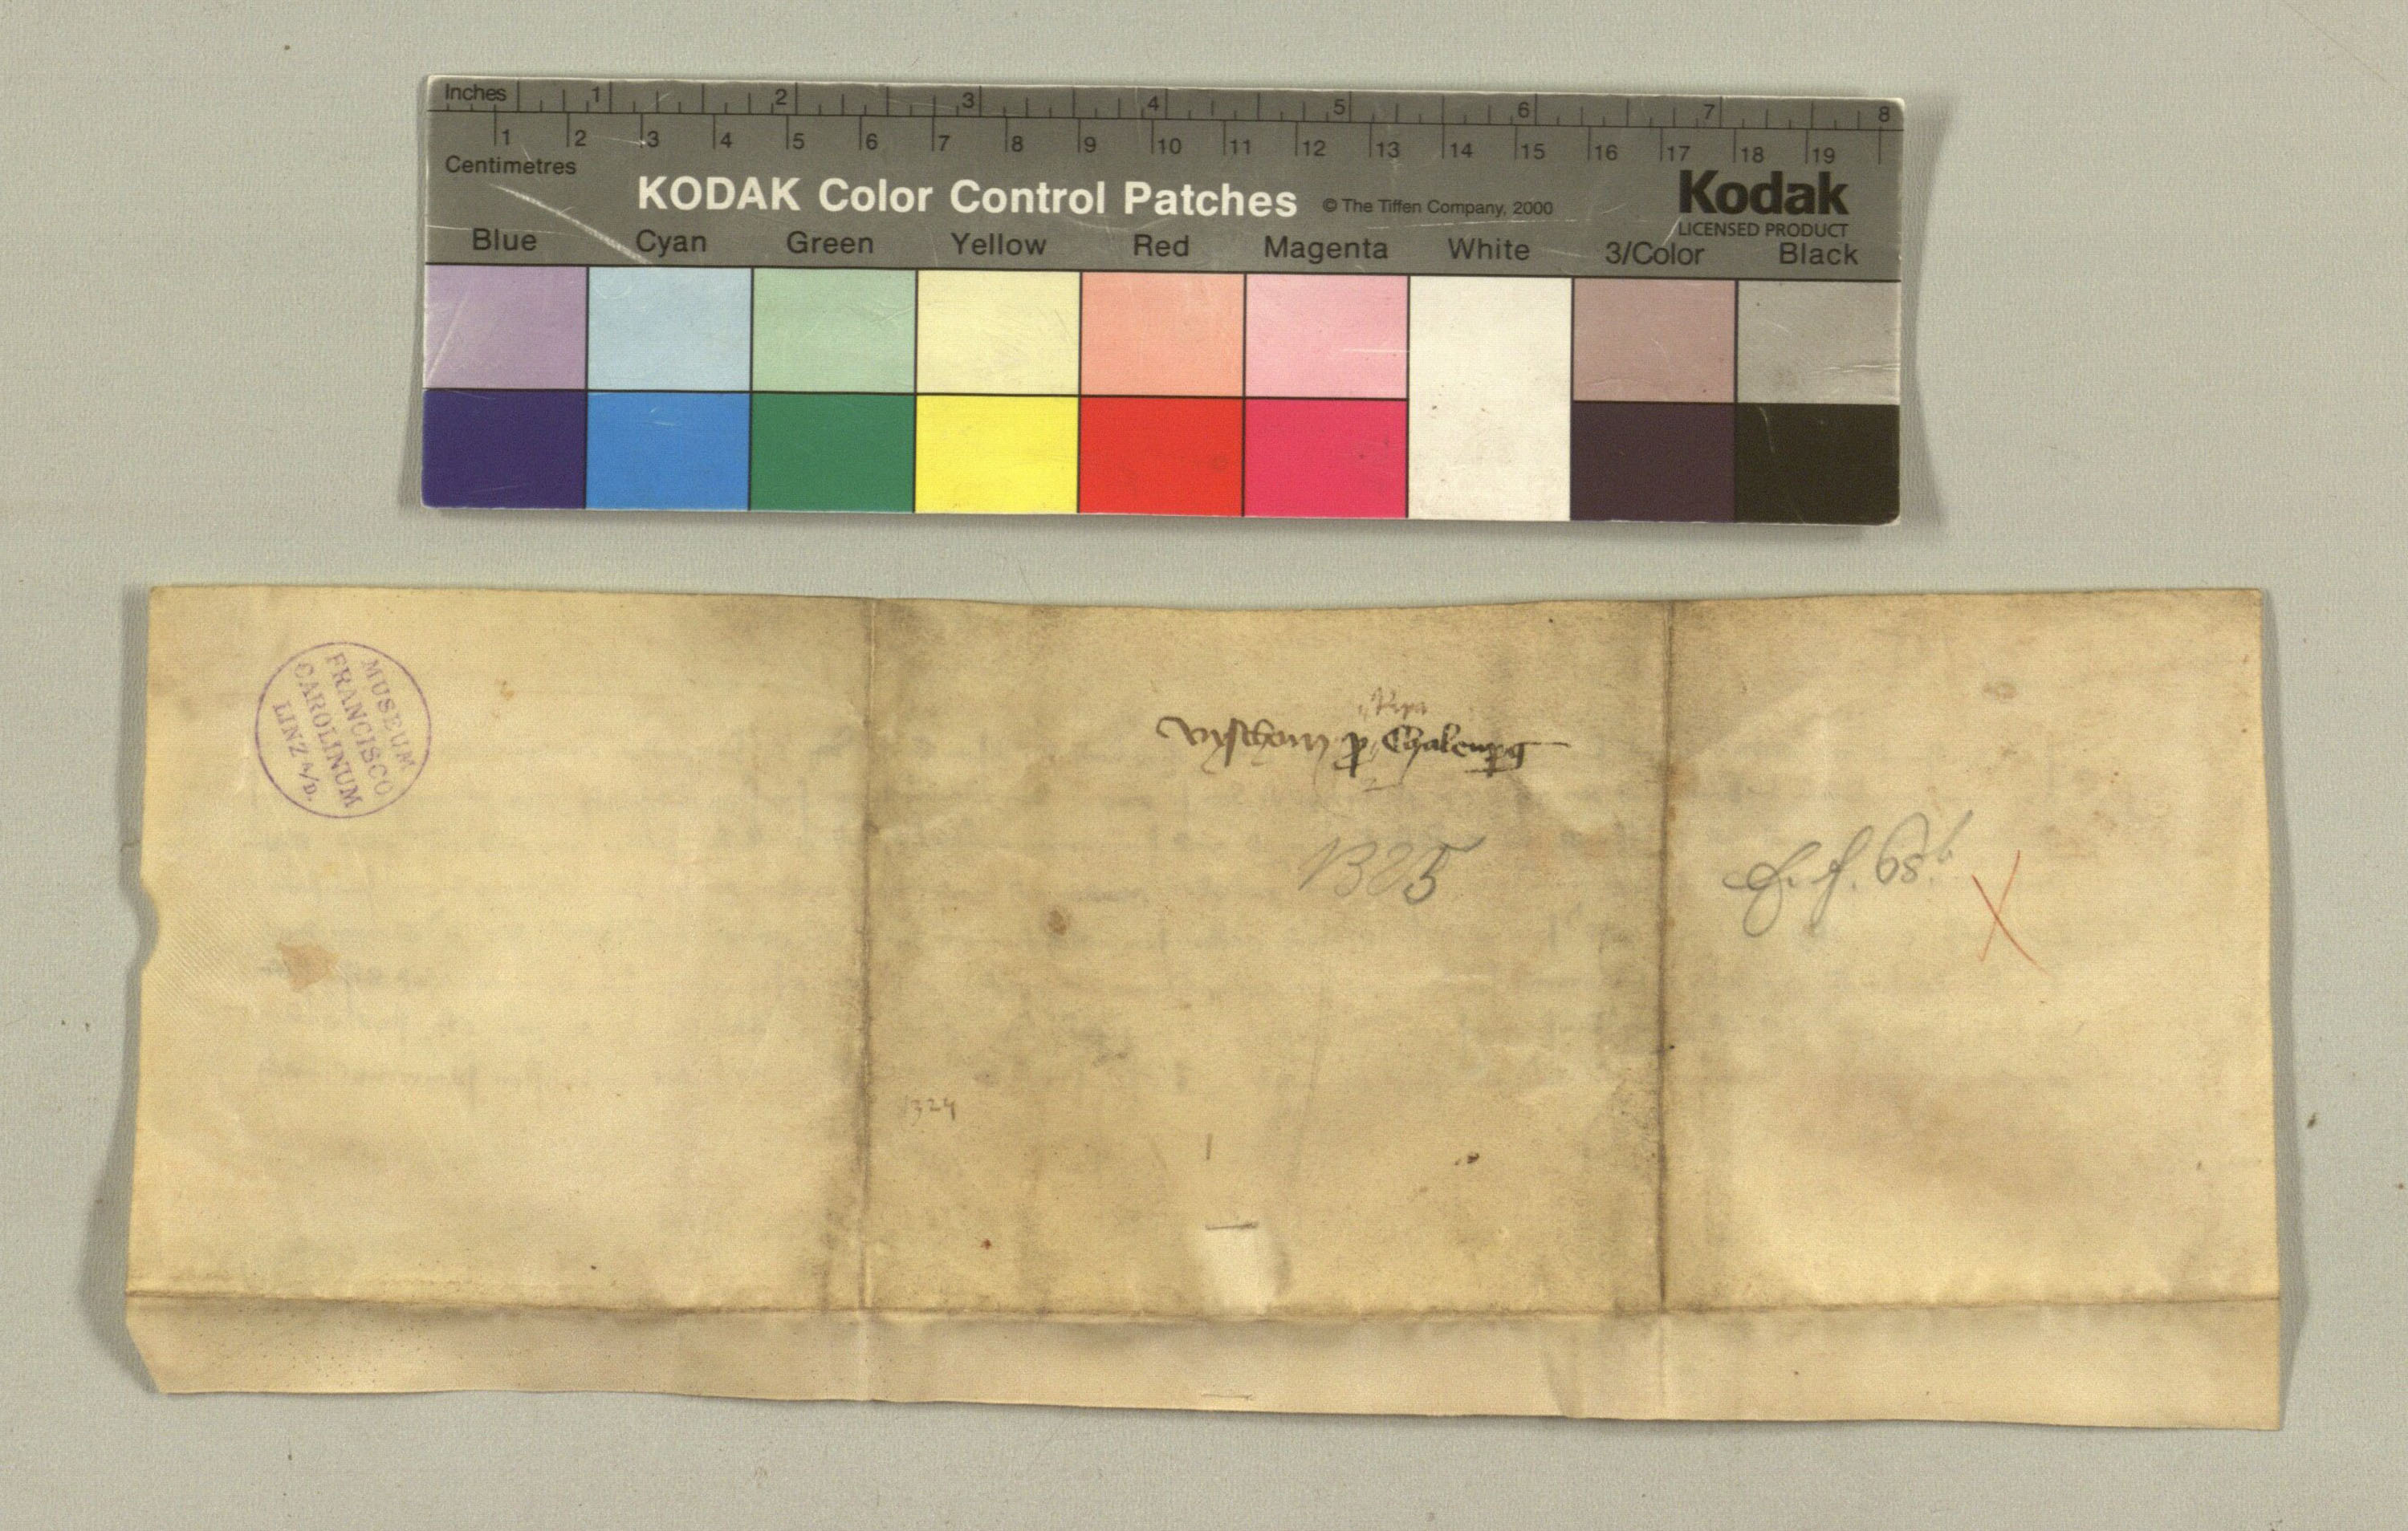 Inches 1 2 3 4 5 6 7 8
1 2 3 4 5 6 7 8 9 10 11 12 13 14 15 16 17 18 19
Centimetres
KODAK Color Control Patches © The Tiffen Company, 2000 Kodak
LICENSED PRODUCT
Blue Cyan Green Yellow Red Magenta White 3/Color Black
MUSEUM
FRANCISCO
CAROLINUM
LINZ a/D.
1325
1324